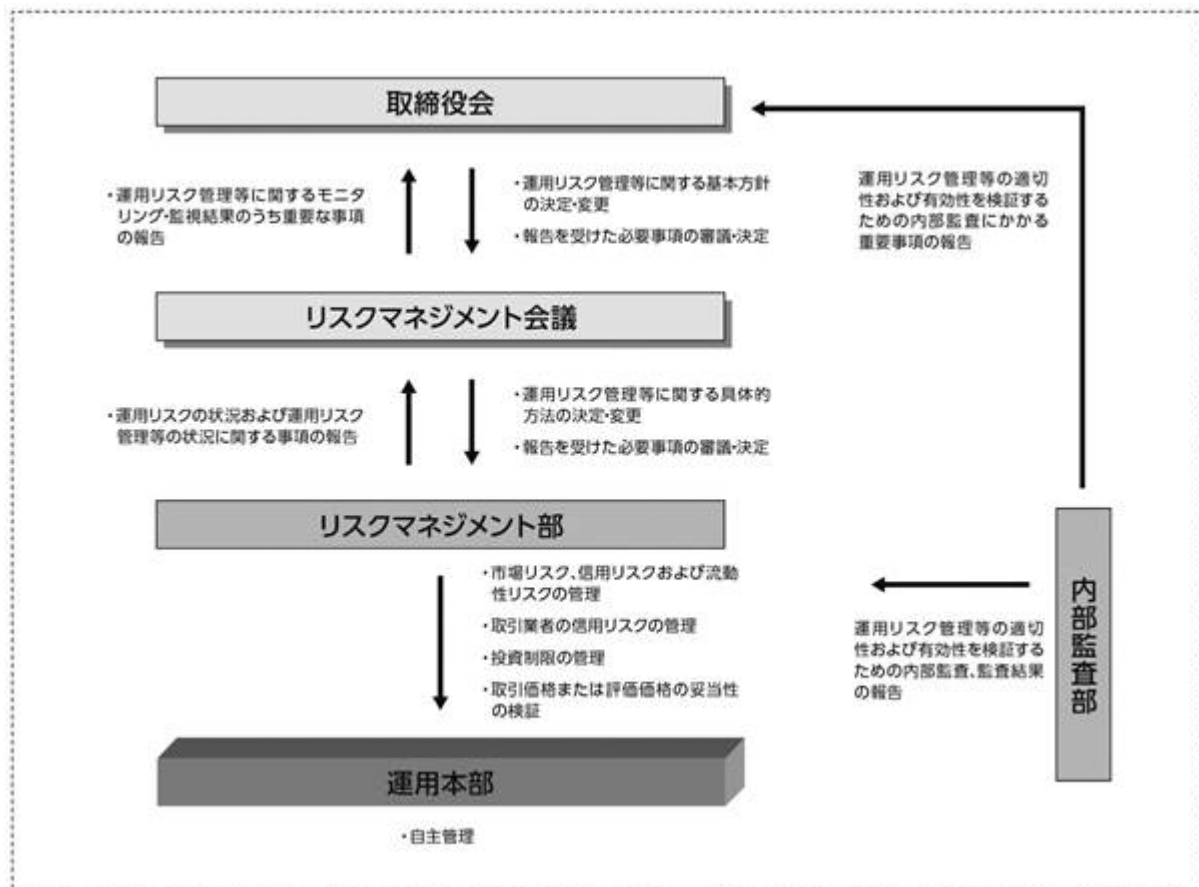 取締役会
・運用リスク管理等に関するモニタ
リング・監視結果のうち重要な事項
の報告
・運用リスク管理等に関する基本方針
の決定・変更
・報告を受けた必要事項の審議・決定
運用リスク管理等の適切
性および有効性を検証す
るための内部監査にかかる
重要事項の報告
リスクマネジメント会議
・運用リスクの状況および運用リスク
管理等の状況に関する事項の報告
・運用リスク管理等に関する具体的
方法の決定・変更
・報告を受けた必要事項の審議・決定
リスクマネジメント部
・市場リスク、信用リスクおよび流動
性リスクの管理
・取引業者の信用リスクの管理
・投資制限の管理
・取引価格または評価価格の妥当性
の検証
運用リスク管理等の適切
性および有効性を検証する
ための内部監査、監査結果
の報告
内部監査部
運用本部
・自主管理